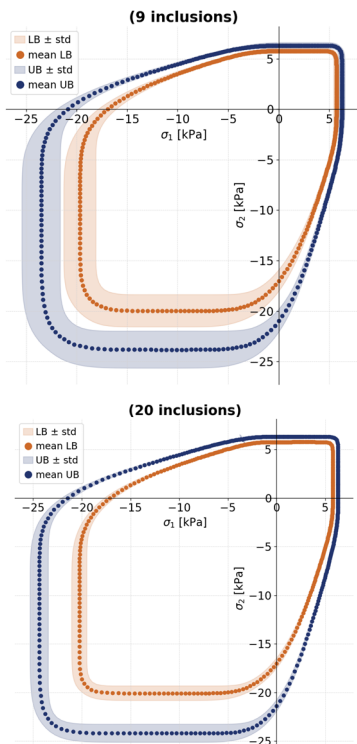 (9 inclusions)
LB ± std
mean LB
UB ± std
mean UB
5
−25 −20 −15 −10 −5 0 5
σ1 [kPa]
−5
σ2 [kPa]
−10
−15
−20
−25
(20 inclusions)
LB ± std
mean LB
UB ± std
mean UB
5
−25 −20 −15 −10 −5 0 5
0
σ1 [kPa]
−5
σ2 [kPa]
−10
−15
−20
−25